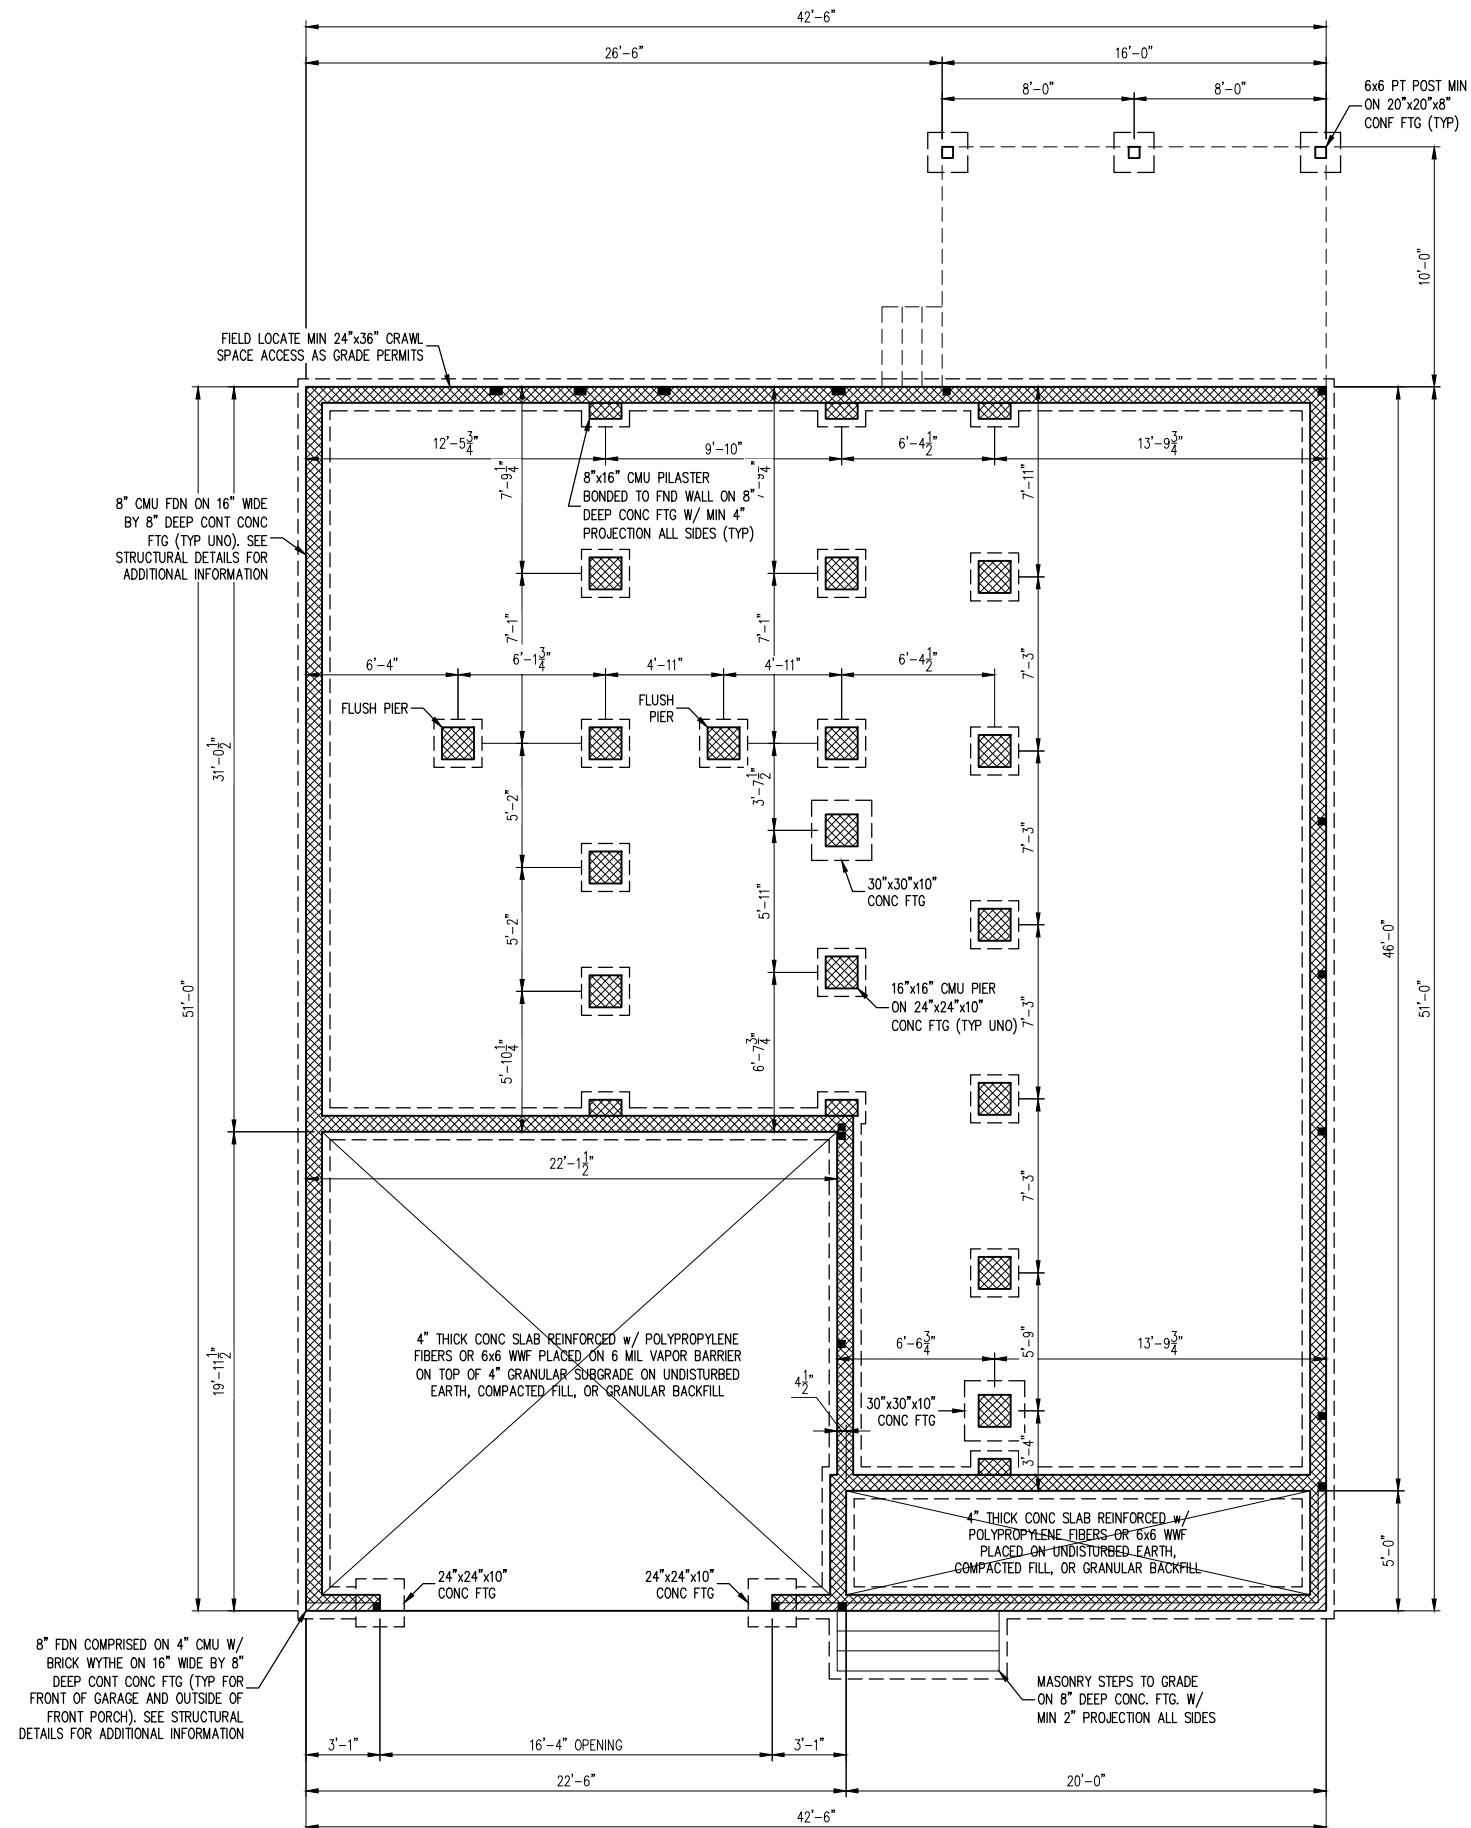 42'-6"
26'-6"
16'-0"
8'-0"
8'-0"
6x6 PT POST MIN
ON 20"x20"x8"
CONF FTG (TYP)
10'-0"
FIELD LOCATE MIN 24"x36" CRAWL
SPACE ACCESS AS GRADE PERMITS
12'-5 3/4"
9'-10"
6'-4 1/2"
13'-9 3/4"
7'-9 1/4"
7'-11"
8"x16" CMU PILASTER
BONDED TO FND WALL ON 8"
DEEP CONC FTG W/ MIN 4"
PROJECTION ALL SIDES (TYP)
8" CMU FDN ON 16" WIDE
BY 8" DEEP CONT CONC
FTG (TYP UNO). SEE
STRUCTURAL DETAILS FOR
ADDITIONAL INFORMATION
7'-1"
7'-1"
7'-3"
6'-4"
6'-1 3/4"
4'-11"
4'-11"
6'-4 1/2"
FLUSH PIER
FLUSH
PIER
31'-0 1/2"
5'-2"
3'-7 1/2"
7'-3"
30"x30"x10"
CONC FTG
5'-2"
5'-11"
46'-0"
51'-0"
51'-0"
16"x16" CMU PIER
ON 24"x24"x10"
CONC FTG (TYP UNO)
7'-3"
5'-10 1/4"
6'-7 3/4"
22'-1 1/2"
7'-3"
4" THICK CONC SLAB REINFORCED w/ POLYPROPYLENE
FIBERS OR 6x6 WWF PLACED ON 6 MIL VAPOR BARRIER
ON TOP OF 4" GRANULAR SUBGRADE ON UNDISTURBED
EARTH, COMPACTED FILL, OR GRANULAR BACKFILL
6'-6 3/4"
5'-9"
13'-9 3/4"
19'-11 1/2"
4 1/2"
30"x30"x10"
CONC FTG
3'-4"
4" THICK CONC SLAB REINFORCED w/
POLYPROPYLENE FIBERS OR 6x6 WWF
PLACED ON UNDISTURBED EARTH,
COMPACTED FILL, OR GRANULAR BACKFILL
5'-0"
24"x24"x10"
CONC FTG
24"x24"x10"
CONC FTG
8" FDN COMPRISED ON 4" CMU W/
BRICK WYTHE ON 16" WIDE BY 8"
DEEP CONT CONC FTG (TYP FOR
FRONT OF GARAGE AND OUTSIDE OF
FRONT PORCH). SEE STRUCTURAL
DETAILS FOR ADDITIONAL INFORMATION
MASONRY STEPS TO GRADE
ON 8" DEEP CONC. FTG. W/
MIN 2" PROJECTION ALL SIDES
3'-1"
16'-4" OPENING
3'-1"
22'-6"
20'-0"
42'-6"